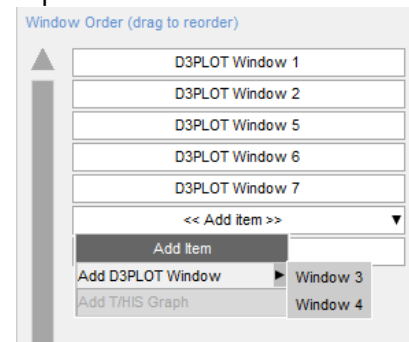 Window Order (drag to reorder)
D3PLOT Window 1
D3PLOT Window 2
D3PLOT Window 5
D3PLOT Window 6
D3PLOT Window 7
<< Add item >>
Add Item
Add D3PLOT Window
Window 3
Add T/HIS Graph
Window 4